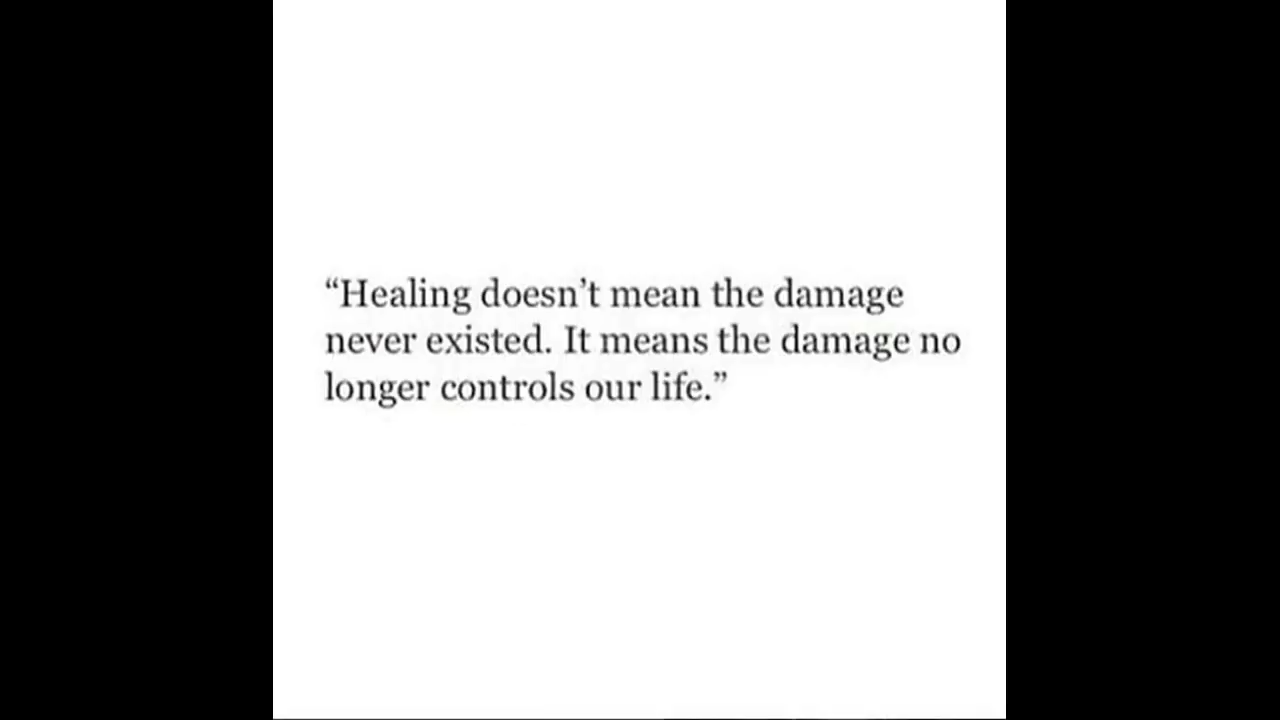 “Healing doesn’t mean the damage
never existed. It means the damage no
longer controls our life.”